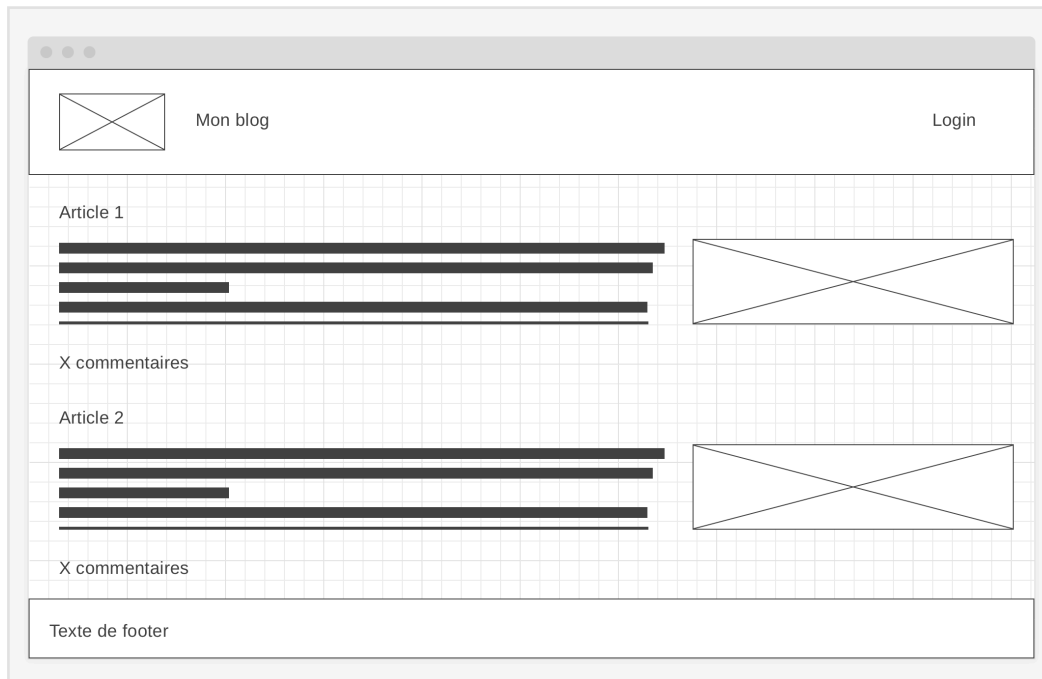 Mon blog
Login
Article 1
X commentaires
Article 2
X commentaires
Texte de footer